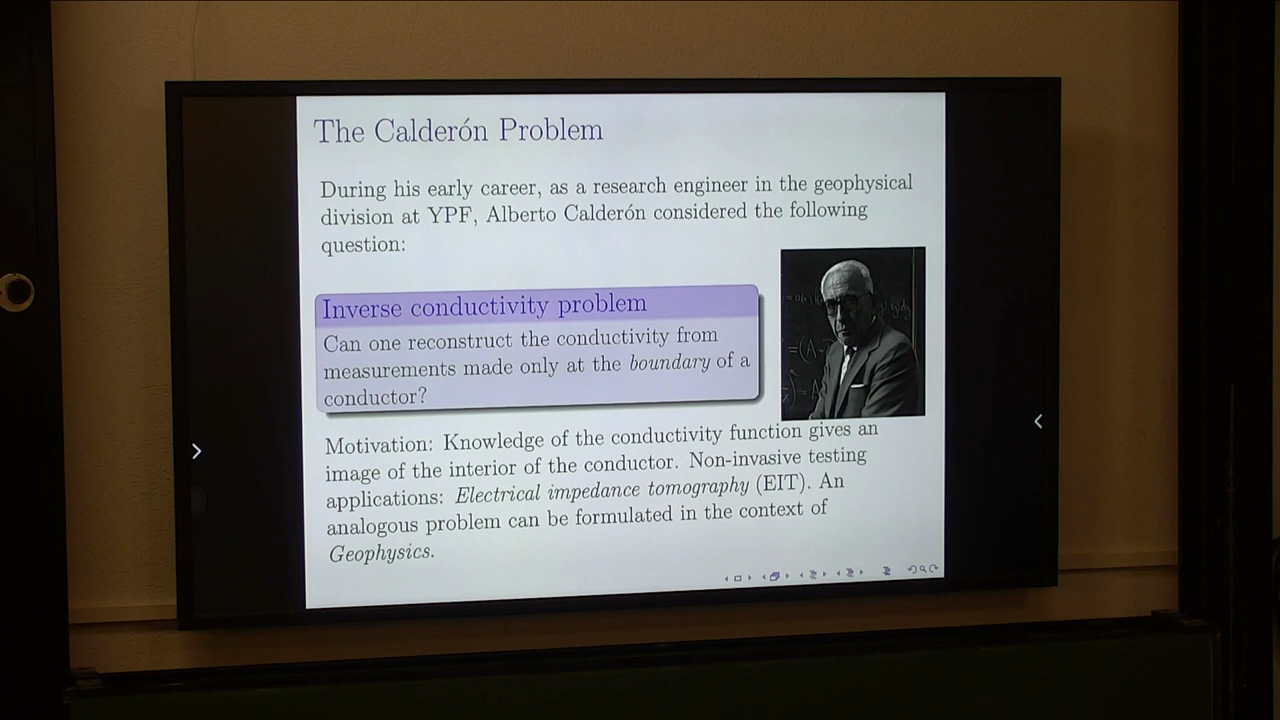 The Calderón Problem
During his early career, as a research engineer in the geophysical
division at YPF, Alberto Calderón considered the following
question:
Inverse conductivity problem
Can one reconstruct the conductivity from
measurements made only at the boundary of a
conductor?
Motivation: Knowledge of the conductivity function gives an
image of the interior of the conductor. Non-invasive testing
applications: Electrical impedance tomography (EIT). An
analogous problem can be formulated in the context of
Geophysics.